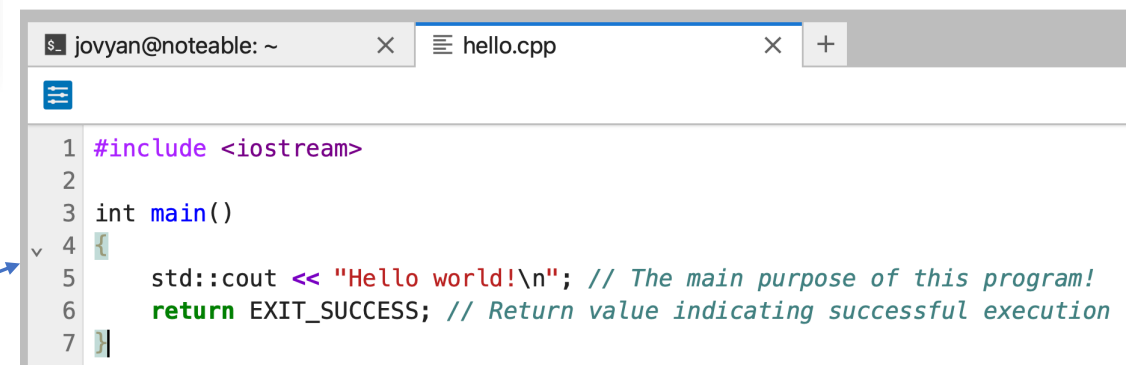 $_ jovyan@noteable: ~ × hello.cpp × +
1 #include <iostream>
2
3 int main()
4 {
5     std::cout << "Hello world!\n"; // The main purpose of this program!
6     return EXIT_SUCCESS; // Return value indicating successful execution
7 }